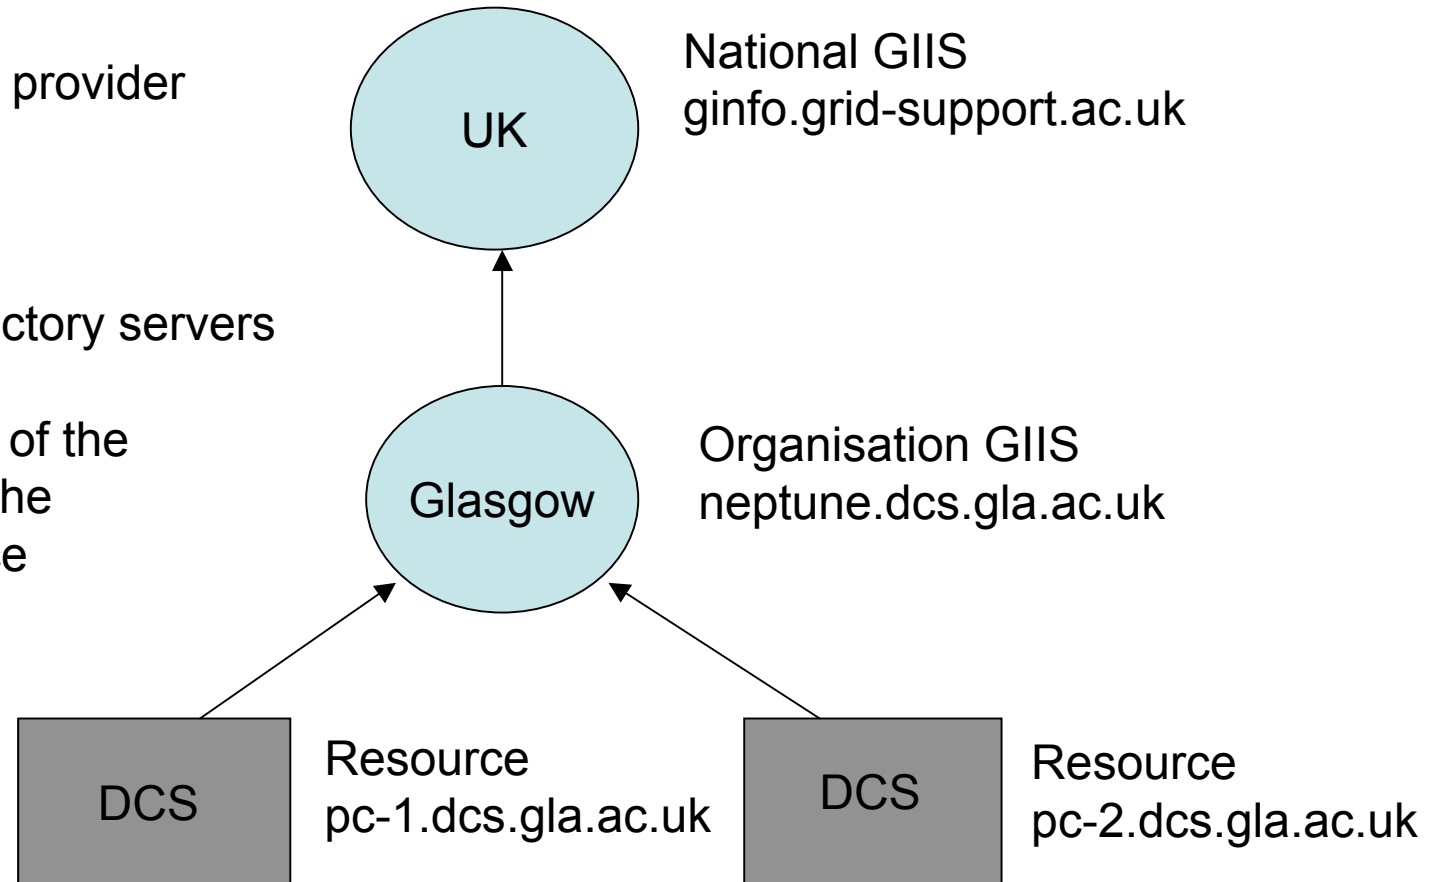 provider
UK
National GIIS
ginfo.grid-support.ac.uk
ctory servers
of the
he
Glasgow
Organisation GIIS
neptune.dcs.gla.ac.uk
DCS
Resource
pc-1.dcs.gla.ac.uk
DCS
Resource
pc-2.dcs.gla.ac.uk